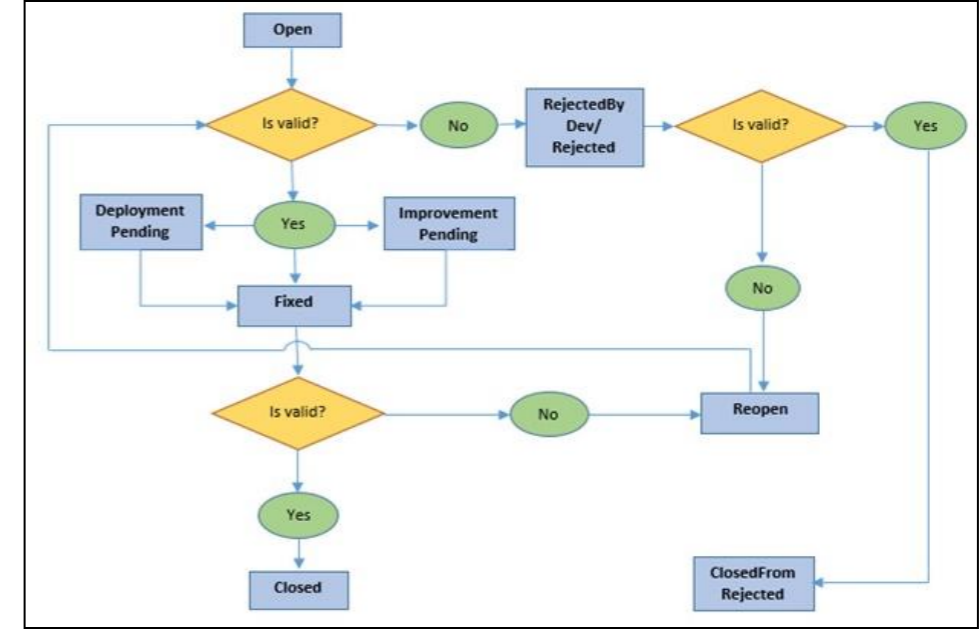 Open
Is valid?
No
RejectedBy
Dev/
Rejected
Is valid?
Yes
Deployment
Pending
Yes
Improvement
Pending
Fixed
No
Is valid?
No
Reopen
Yes
Closed
ClosedFrom
Rejected